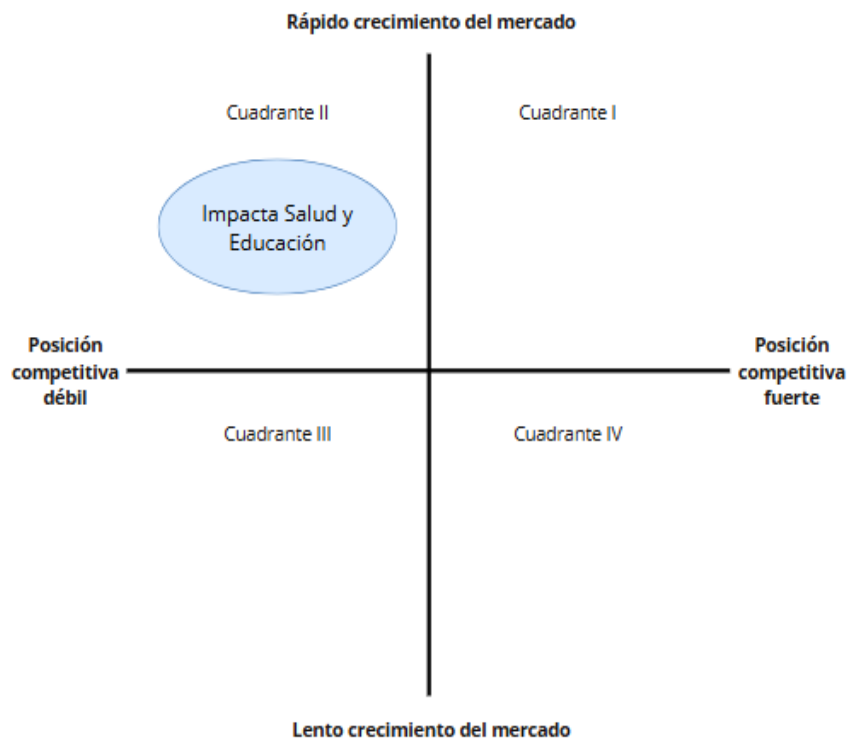 Rápido crecimiento del mercado
Cuadrante II
Cuadrante I
Impacta Salud y
Educación
Posición
competitiva
débil
Posición
competitiva
fuerte
Cuadrante III
Cuadrante IV
Lento crecimiento del mercado